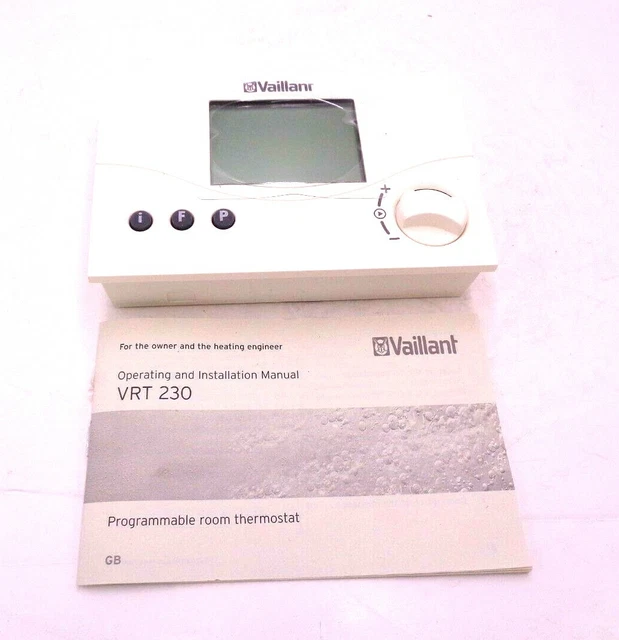 Vaillant
i F P
+
-
For the owner and the heating engineer
Vaillant
Operating and Installation Manual
VRT 230
Programmable room thermostat
GB